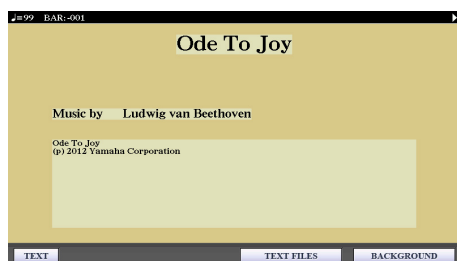 ♩=99 BAR:-001
Ode To Joy
Music by Ludwig van Beethoven
Ode To Joy
(p) 2012 Yamaha Corporation
TEXT TEXT FILES BACKGROUND